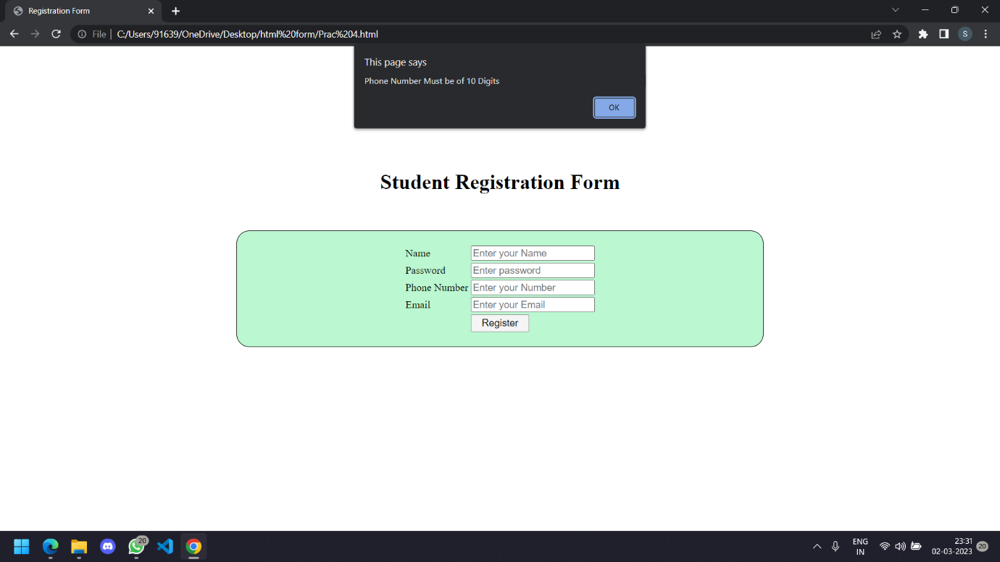 Registration Form
File C:/Users/91639/OneDrive/Desktop/html%20form/Prac%204.html
S
This page says
Phone Number Must be of 10 Digits
OK
Student Registration Form
Name Enter your Name
Password Enter password
Phone Number Enter your Number
Email Enter your Email
Register
20
ENG
IN
23:31
02-03-2023
20